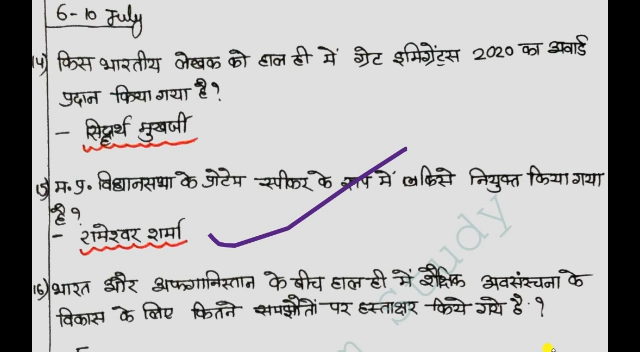 6-10 July
14) किस भारतीय लेखक को हाल ही में ग्रेट इमिग्रेंट्स 2020 का अवार्ड
प्रदान किया गया है?
- सिद्धार्थ मुखर्जी
15) म.प्र. विधानसभा के प्रोटेम स्पीकर के रूप में किसे नियुक्त किया गया
है?
- रामेश्वर शर्मा
16) भारत और अफगानिस्तान के बीच हाल ही में शैक्षिक अवसंरचना के
विकास के लिए कितने समझौतों पर हस्ताक्षर किये गये है ?
Study